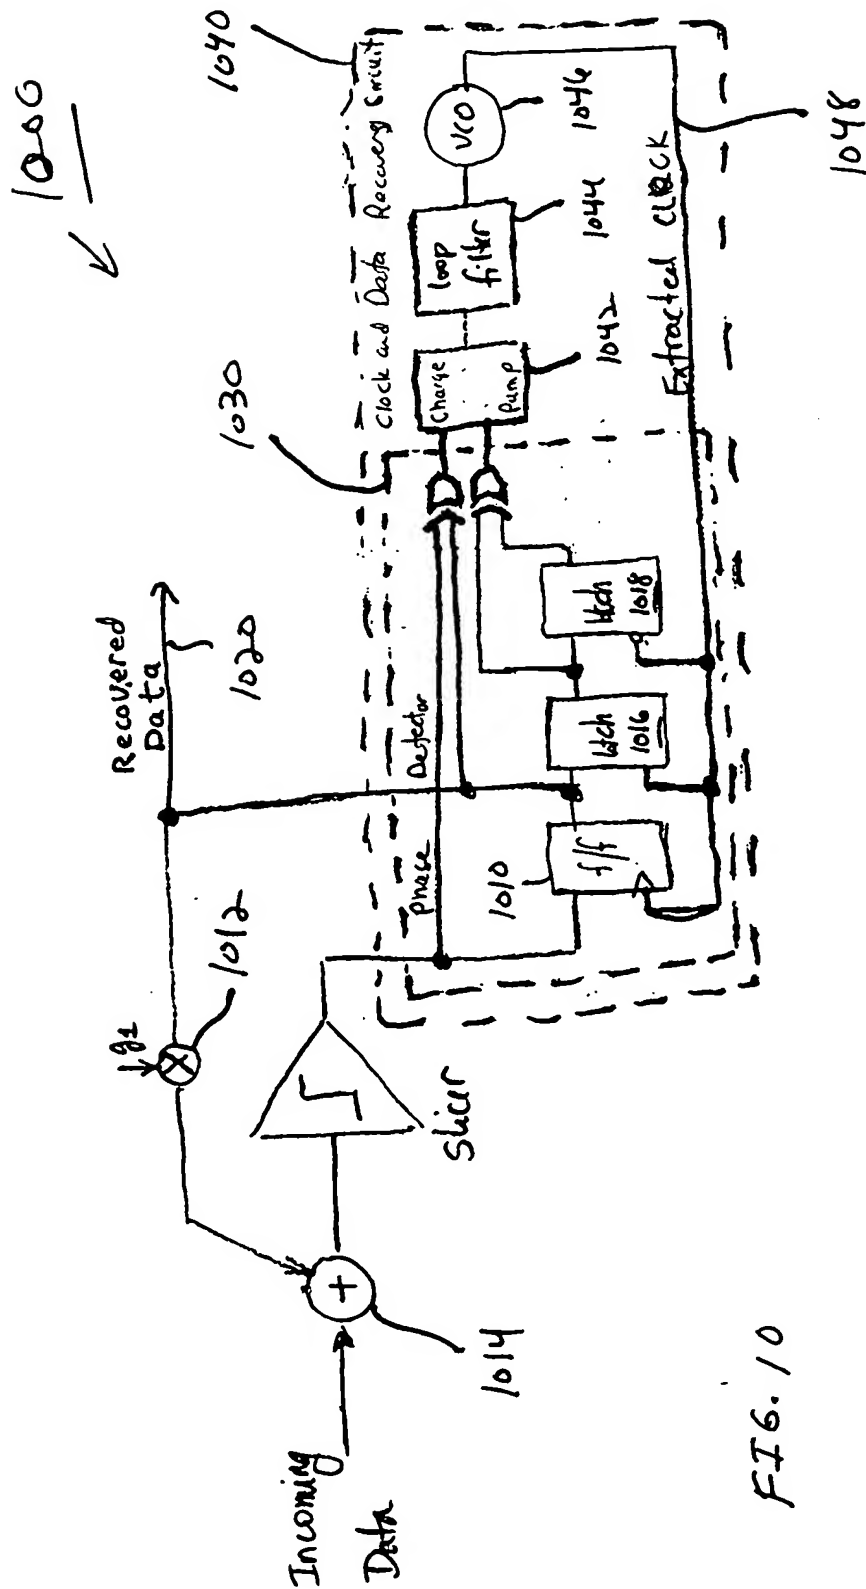 1000
1040
1030
Recovered
Data
1020
g1
1012
Clock and Data Recovery Circuit
Phase Detector
Charge
Pump
1042
loop
filter
1044
VCO
1046
1010
f/f
latch
1016
latch
1018
Extracted Clock
1048
Slicer
+
1014
Incoming
Data
FIG. 10